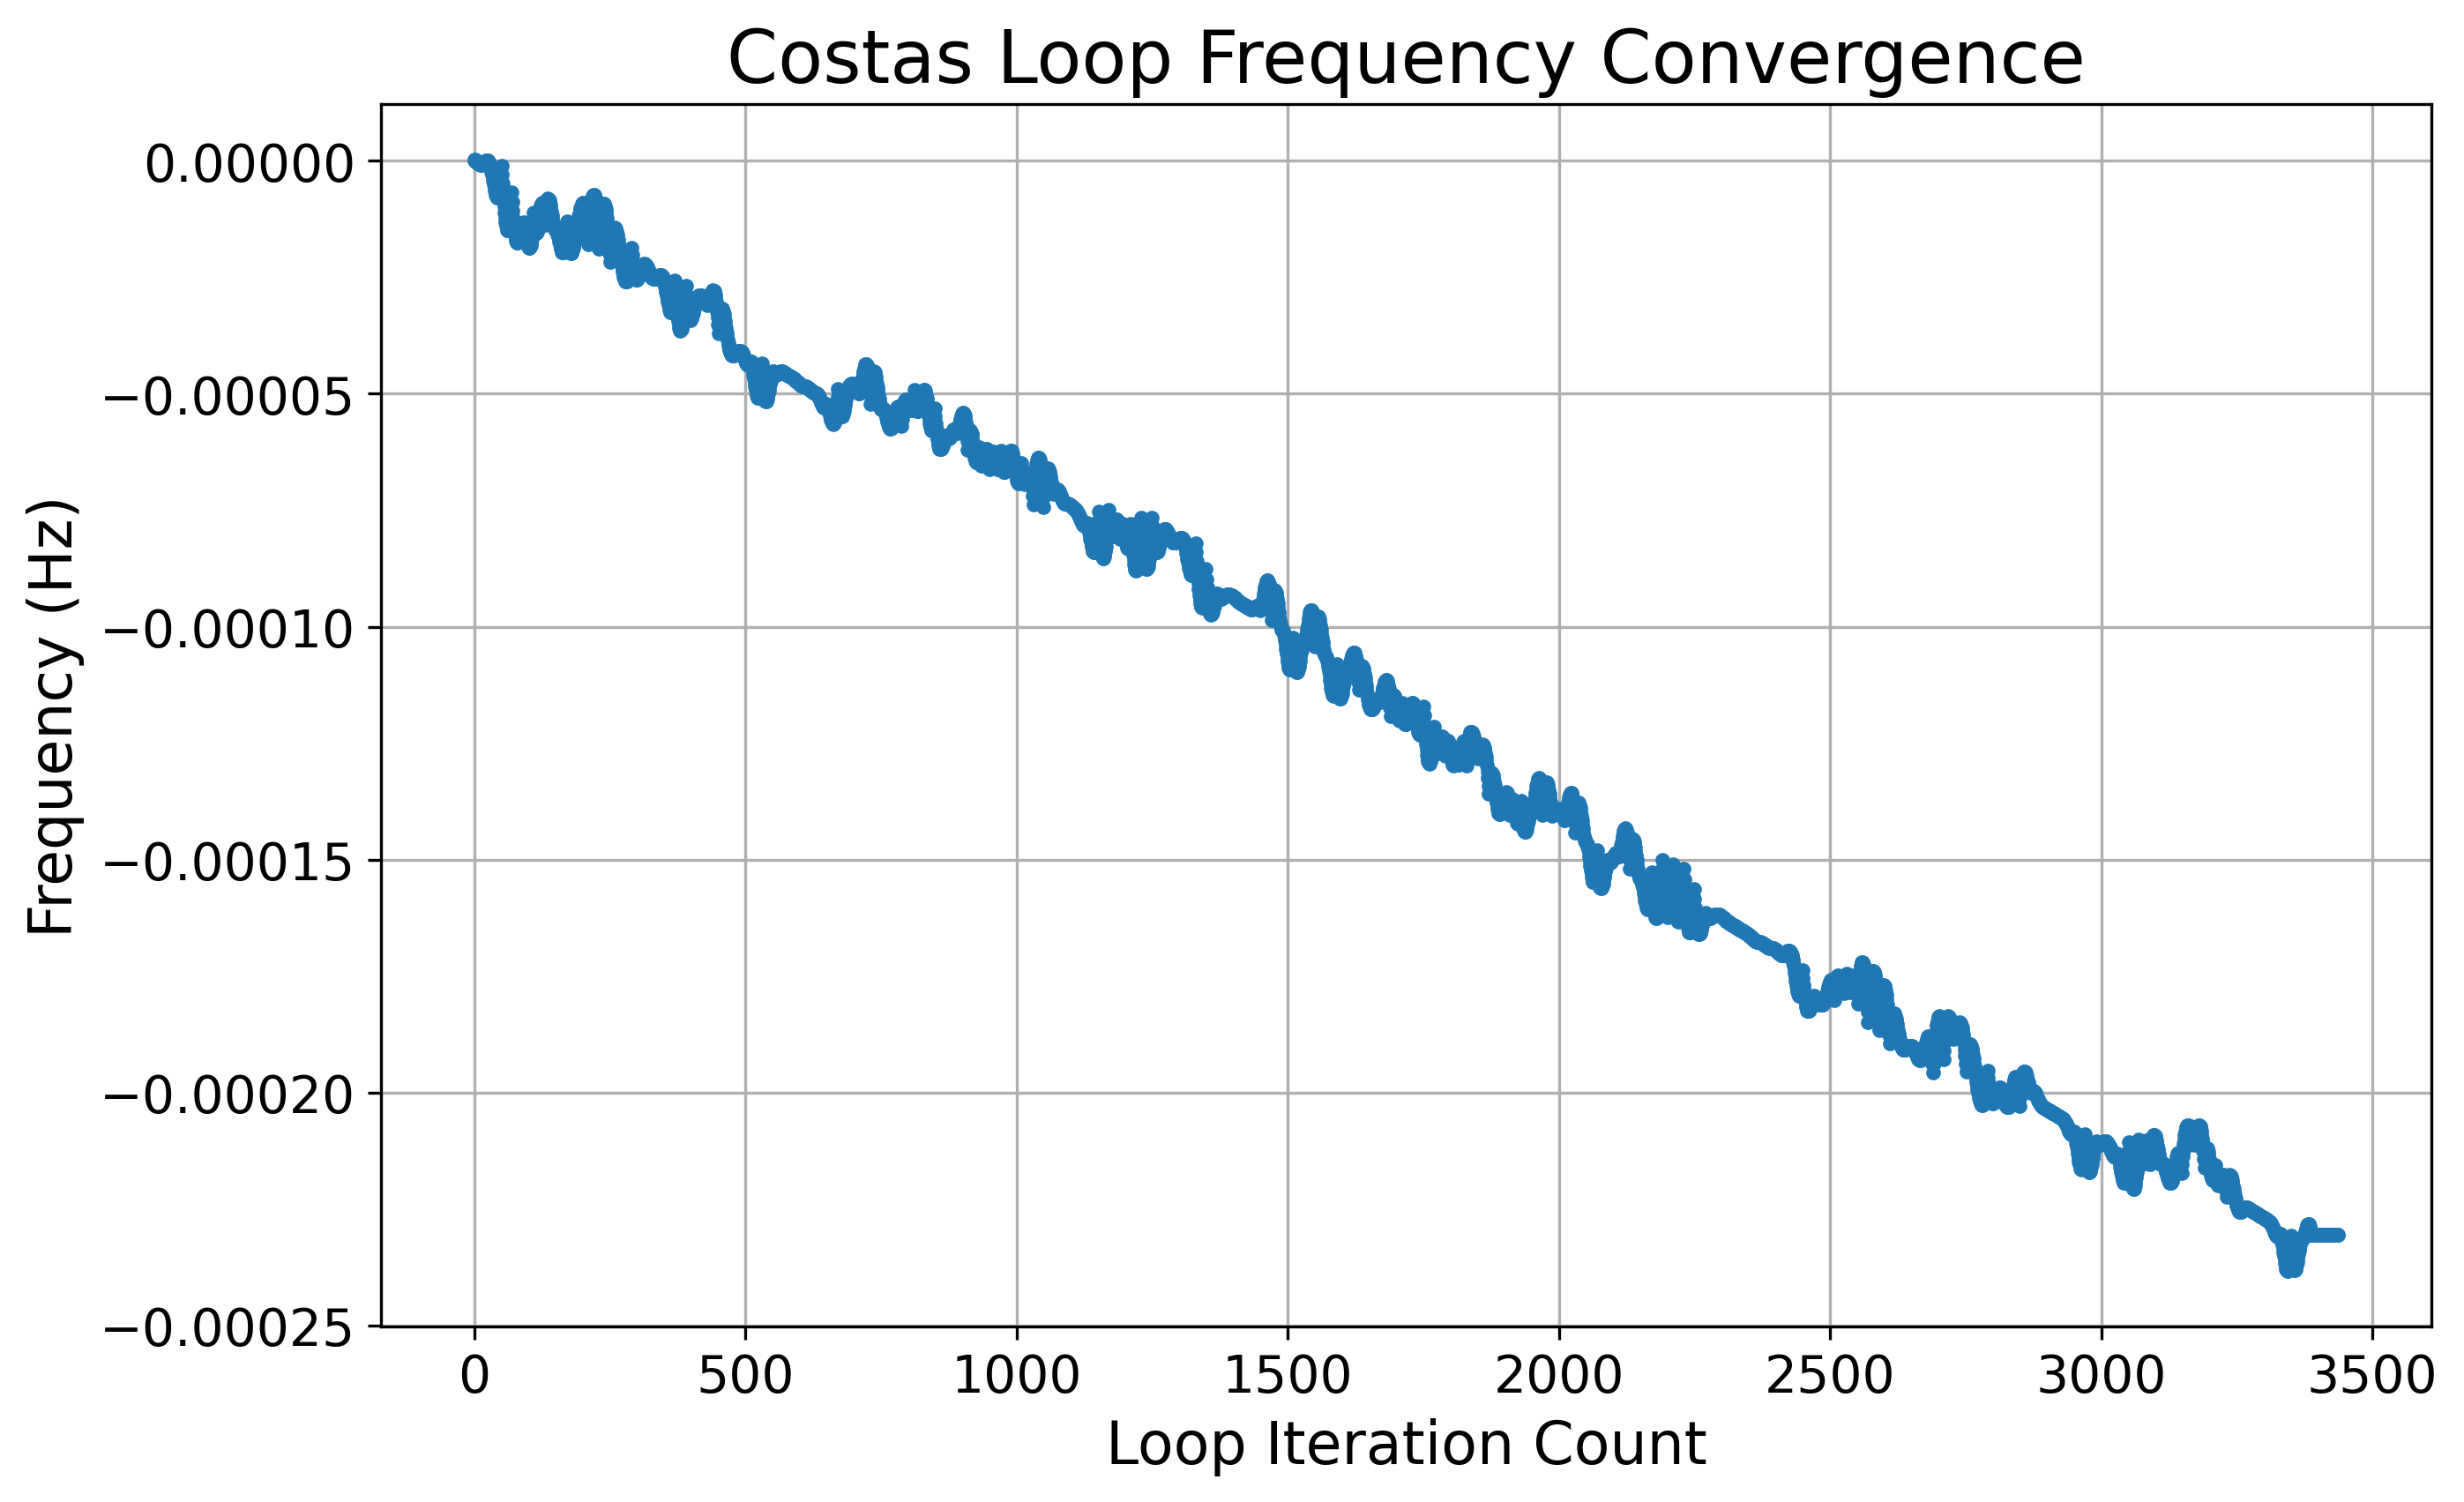 Costas Loop Frequency Convergence
Frequency (Hz)
0.00000
−0.00005
−0.00010
−0.00015
−0.00020
−0.00025
0 500 1000 1500 2000 2500 3000 3500
Loop Iteration Count